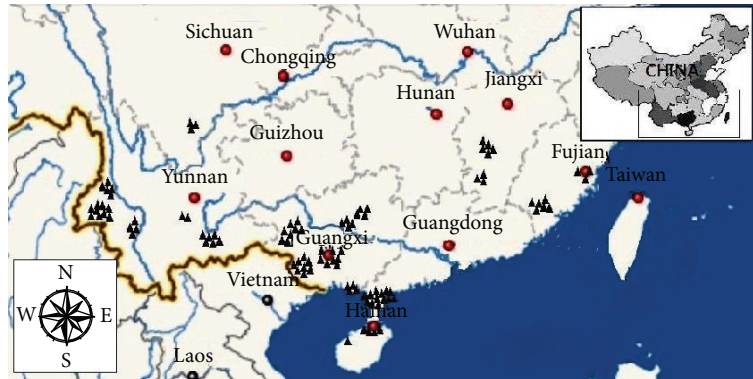 Sichuan
Wuhan
Chongqing
Jiangxi
Hunan
CHINA
Guizhou
Fujian
Yunnan
Taiwan
Guangxi
Guangdong
Vietnam
Hainan
Laos
N
W
E
S